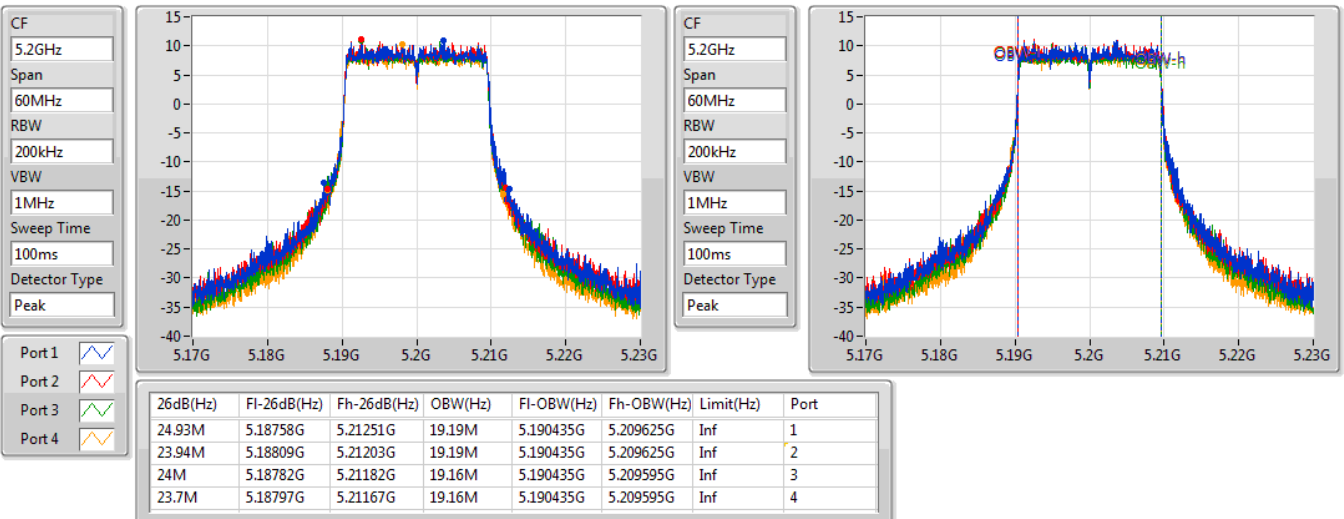 CF
5.2GHz
Span
60MHz
RBW
200kHz
VBW
1MHz
Sweep Time
100ms
Detector Type
Peak
15
10
5
0
-5
-10
-15
-20
-25
-30
-35
-40
5.17G 5.18G 5.19G 5.2G 5.21G 5.22G 5.23G
CF
5.2GHz
Span
60MHz
RBW
200kHz
VBW
1MHz
Sweep Time
100ms
Detector Type
Peak
15
10
5
0
-5
-10
-15
-20
-25
-30
-35
-40
5.17G 5.18G 5.19G 5.2G 5.21G 5.22G 5.23G
Port 1
Port 2
Port 3
Port 4
26dB(Hz) Fl-26dB(Hz) Fh-26dB(Hz) OBW(Hz) Fl-OBW(Hz) Fh-OBW(Hz) Limit(Hz) Port
24.93M 5.18758G 5.21251G 19.19M 5.190435G 5.209625G Inf 1
23.94M 5.18809G 5.21203G 19.19M 5.190435G 5.209625G Inf 2
24M 5.18782G 5.21182G 19.16M 5.190435G 5.209595G Inf 3
23.7M 5.18797G 5.21167G 19.16M 5.190435G 5.209595G Inf 4